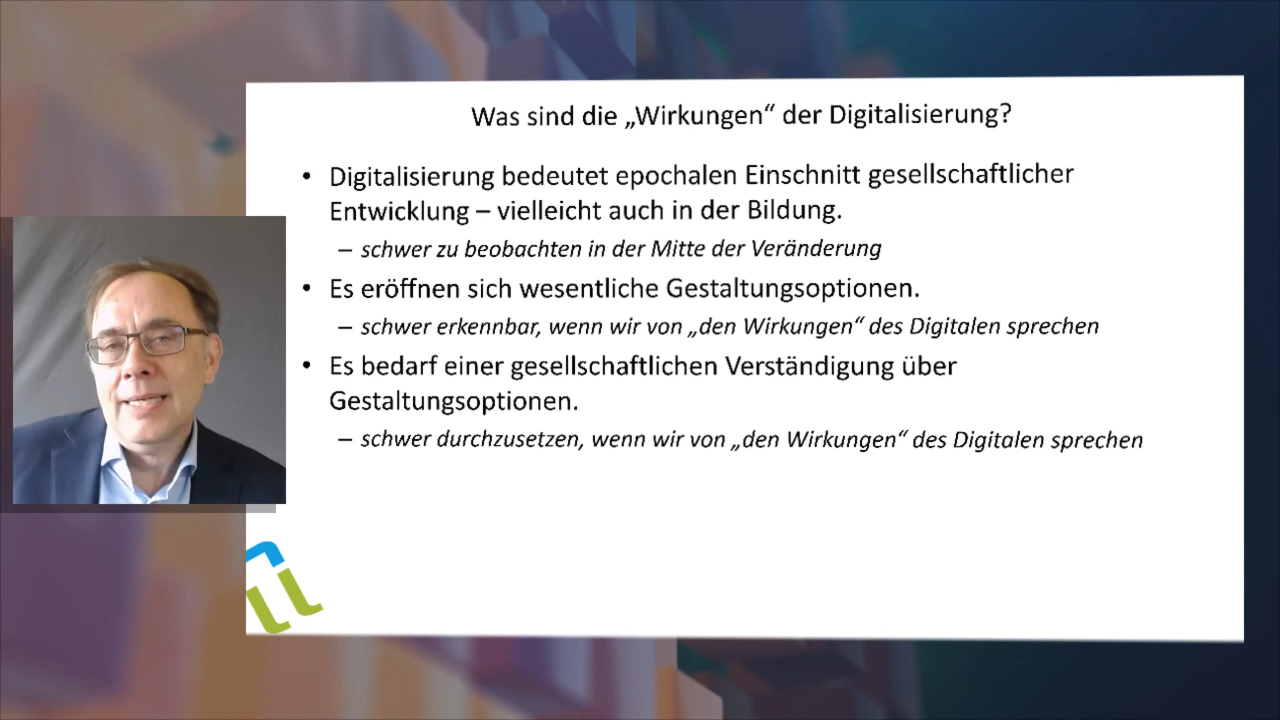 Was sind die „Wirkungen“ der Digitalisierung?
• Digitalisierung bedeutet epochalen Einschnitt gesellschaftlicher
Entwicklung – vielleicht auch in der Bildung.
– schwer zu beobachten in der Mitte der Veränderung
• Es eröffnen sich wesentliche Gestaltungsoptionen.
– schwer erkennbar, wenn wir von „den Wirkungen“ des Digitalen sprechen
• Es bedarf einer gesellschaftlichen Verständigung über
Gestaltungsoptionen.
– schwer durchzusetzen, wenn wir von „den Wirkungen“ des Digitalen sprechen